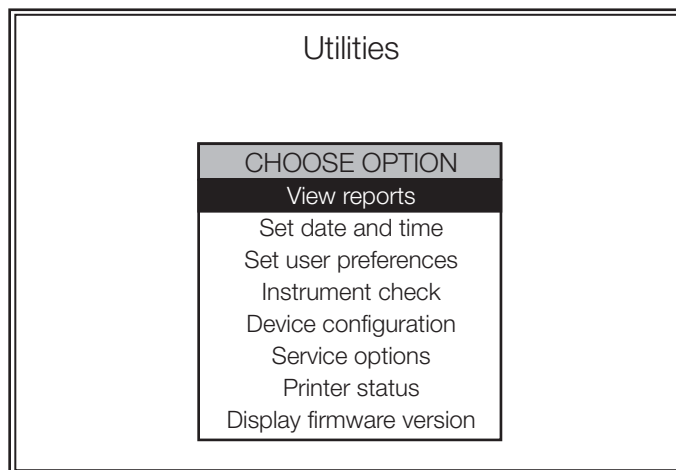 Utilities
CHOOSE OPTION
View reports
Set date and time
Set user preferences
Instrument check
Device configuration
Service options
Printer status
Display firmware version